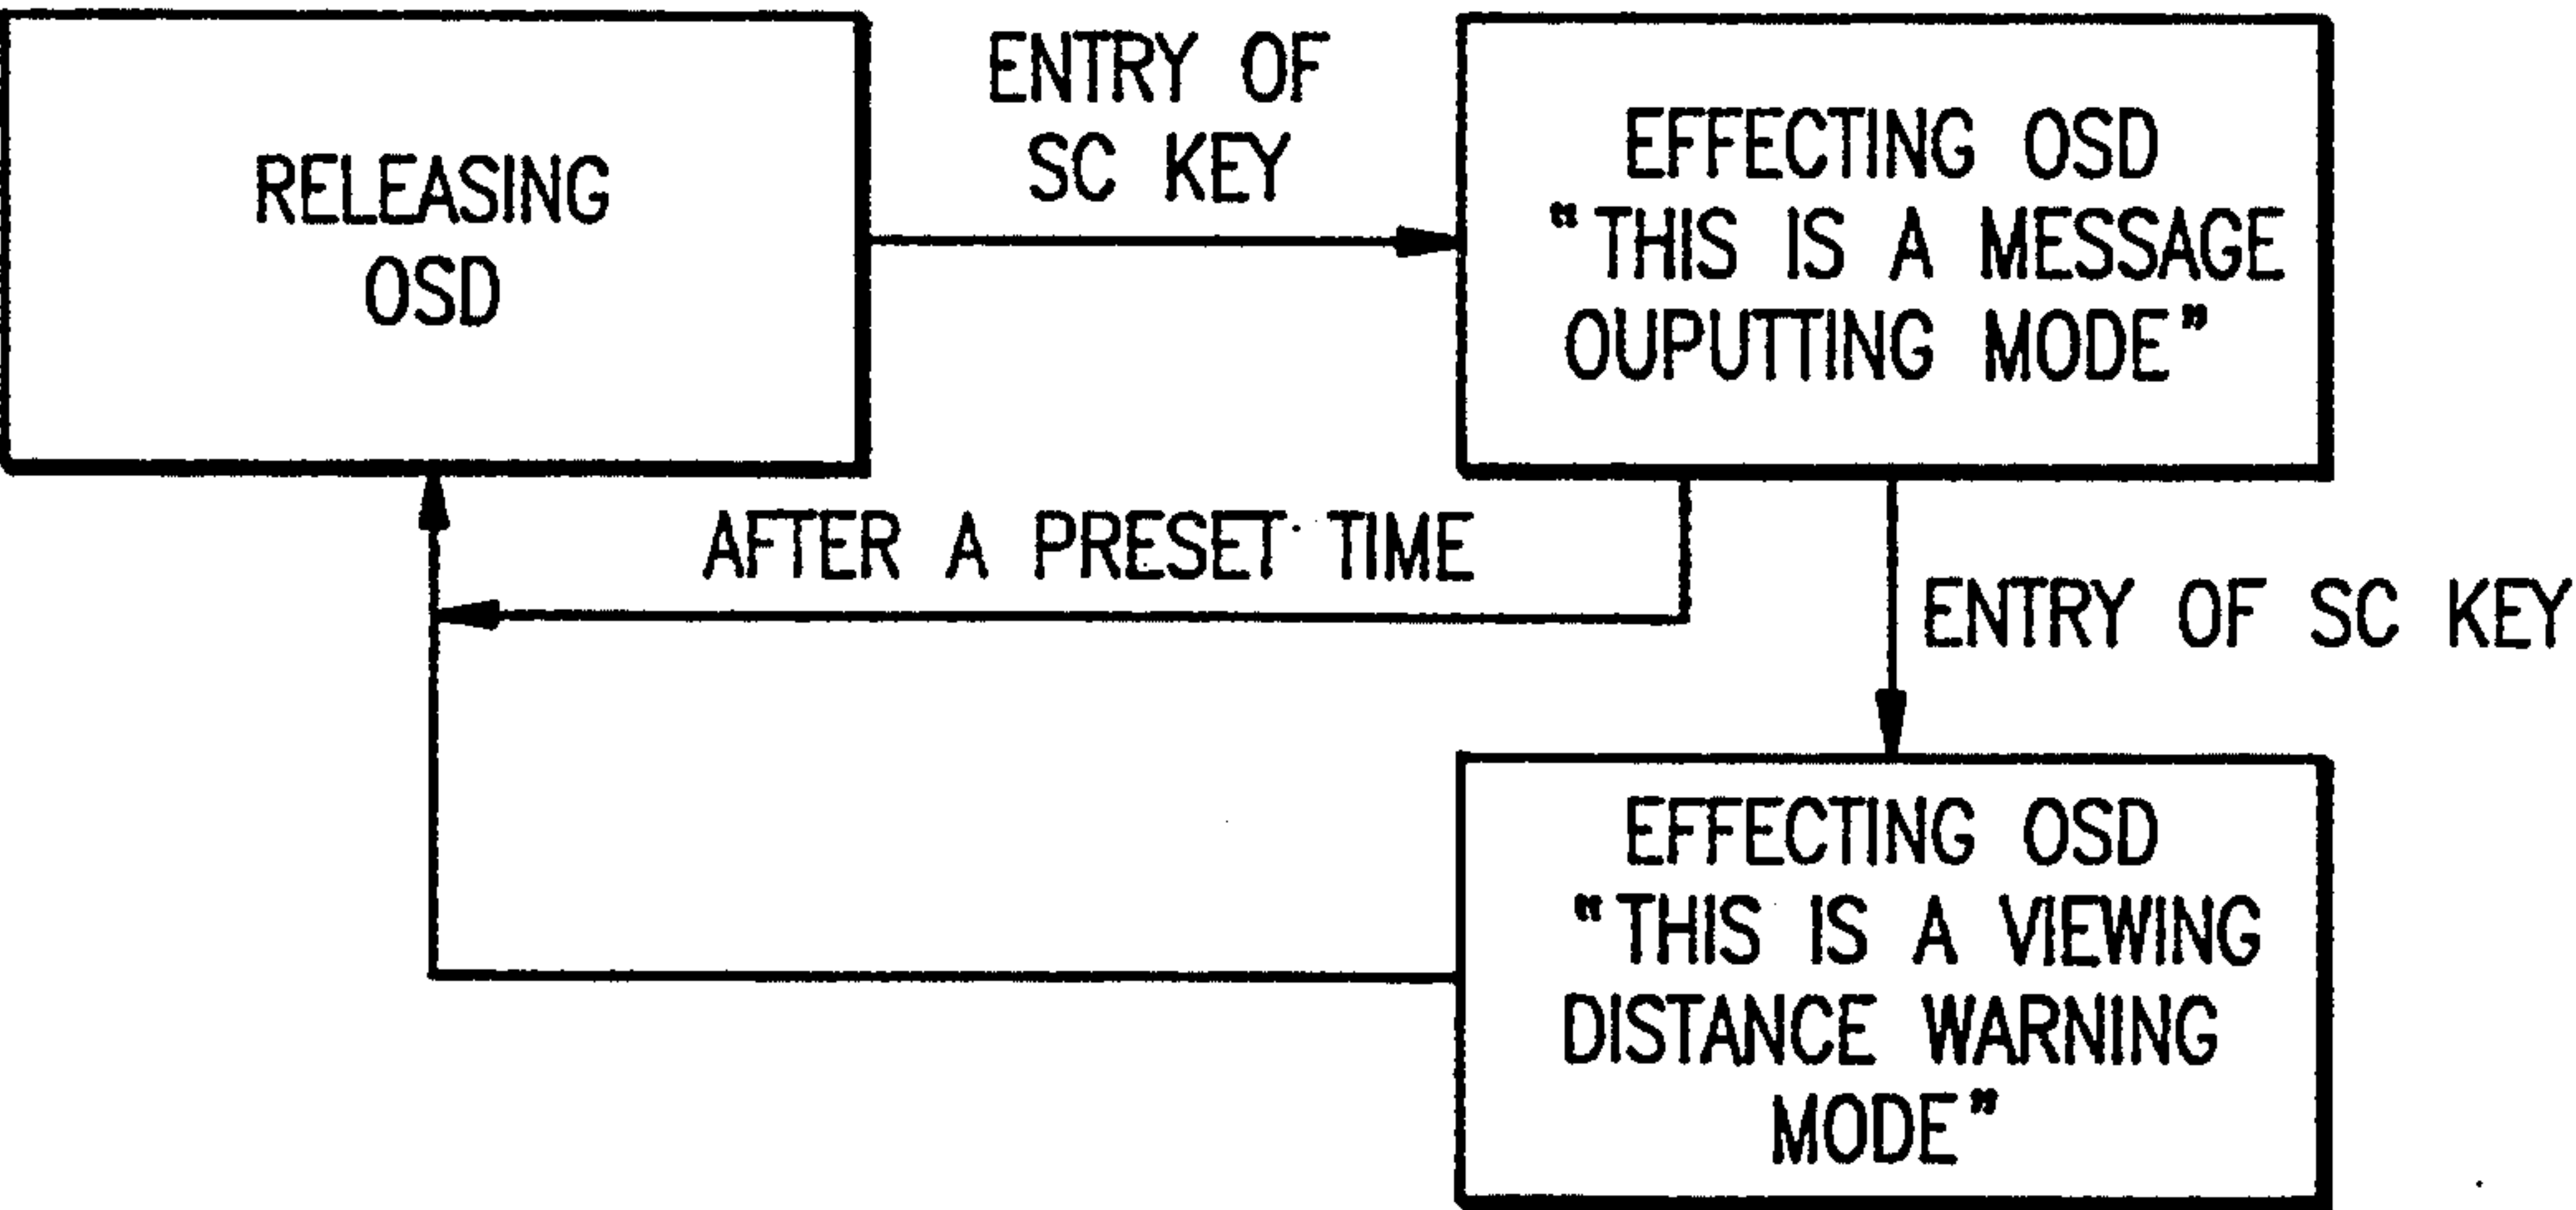 RELEASING
OSD
ENTRY OF
SC KEY
EFFECTING OSD
"THIS IS A MESSAGE
OUPUTTING MODE"
AFTER A PRESET TIME
ENTRY OF SC KEY
EFFECTING OSD
"THIS IS A VIEWING
DISTANCE WARNING
MODE"